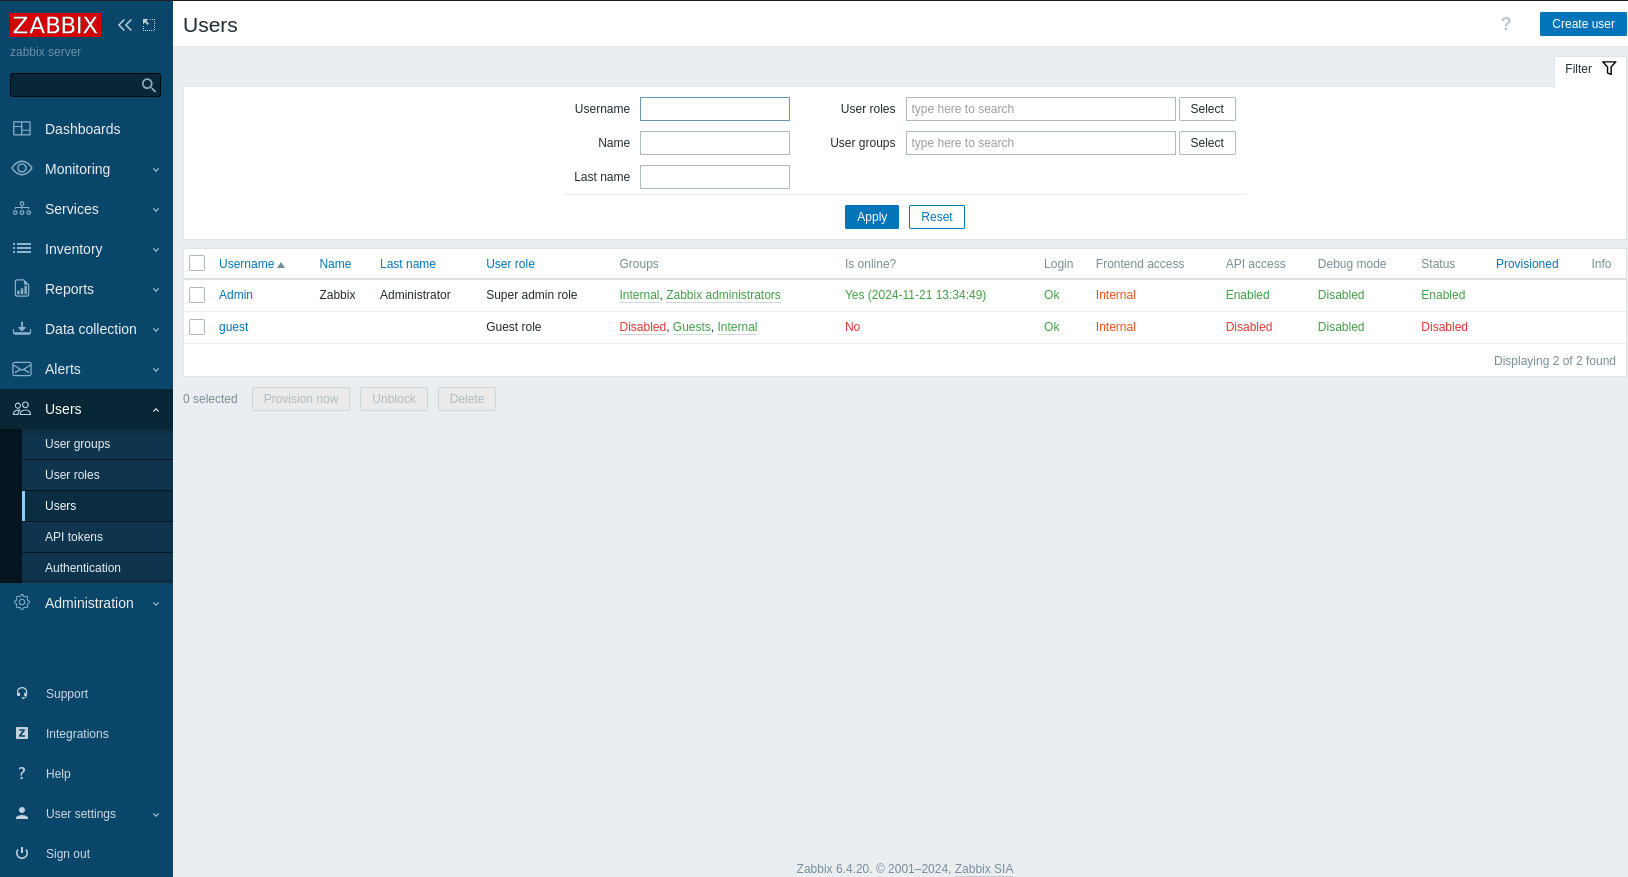 ZABBIX
zabbix server
Dashboards
Monitoring
Services
Inventory
Reports
Data collection
Alerts
Users
User groups
User roles
Users
API tokens
Authentication
Administration
Support
Integrations
Help
User settings
Sign out
Users
? Create user
Filter
Username User roles type here to search Select
Name User groups type here to search Select
Last name
Apply Reset
Username Name Last name User role Groups Is online? Login Frontend access API access Debug mode Status Provisioned Info
Admin Zabbix Administrator Super admin role Internal, Zabbix administrators Yes (2024-11-21 13:34:49) Ok Internal Enabled Disabled Enabled
guest Guest role Disabled, Guests, Internal No Ok Internal Disabled Disabled Disabled
Displaying 2 of 2 found
0 selected Provision now Unblock Delete
Zabbix 6.4.20. © 2001–2024, Zabbix SIA